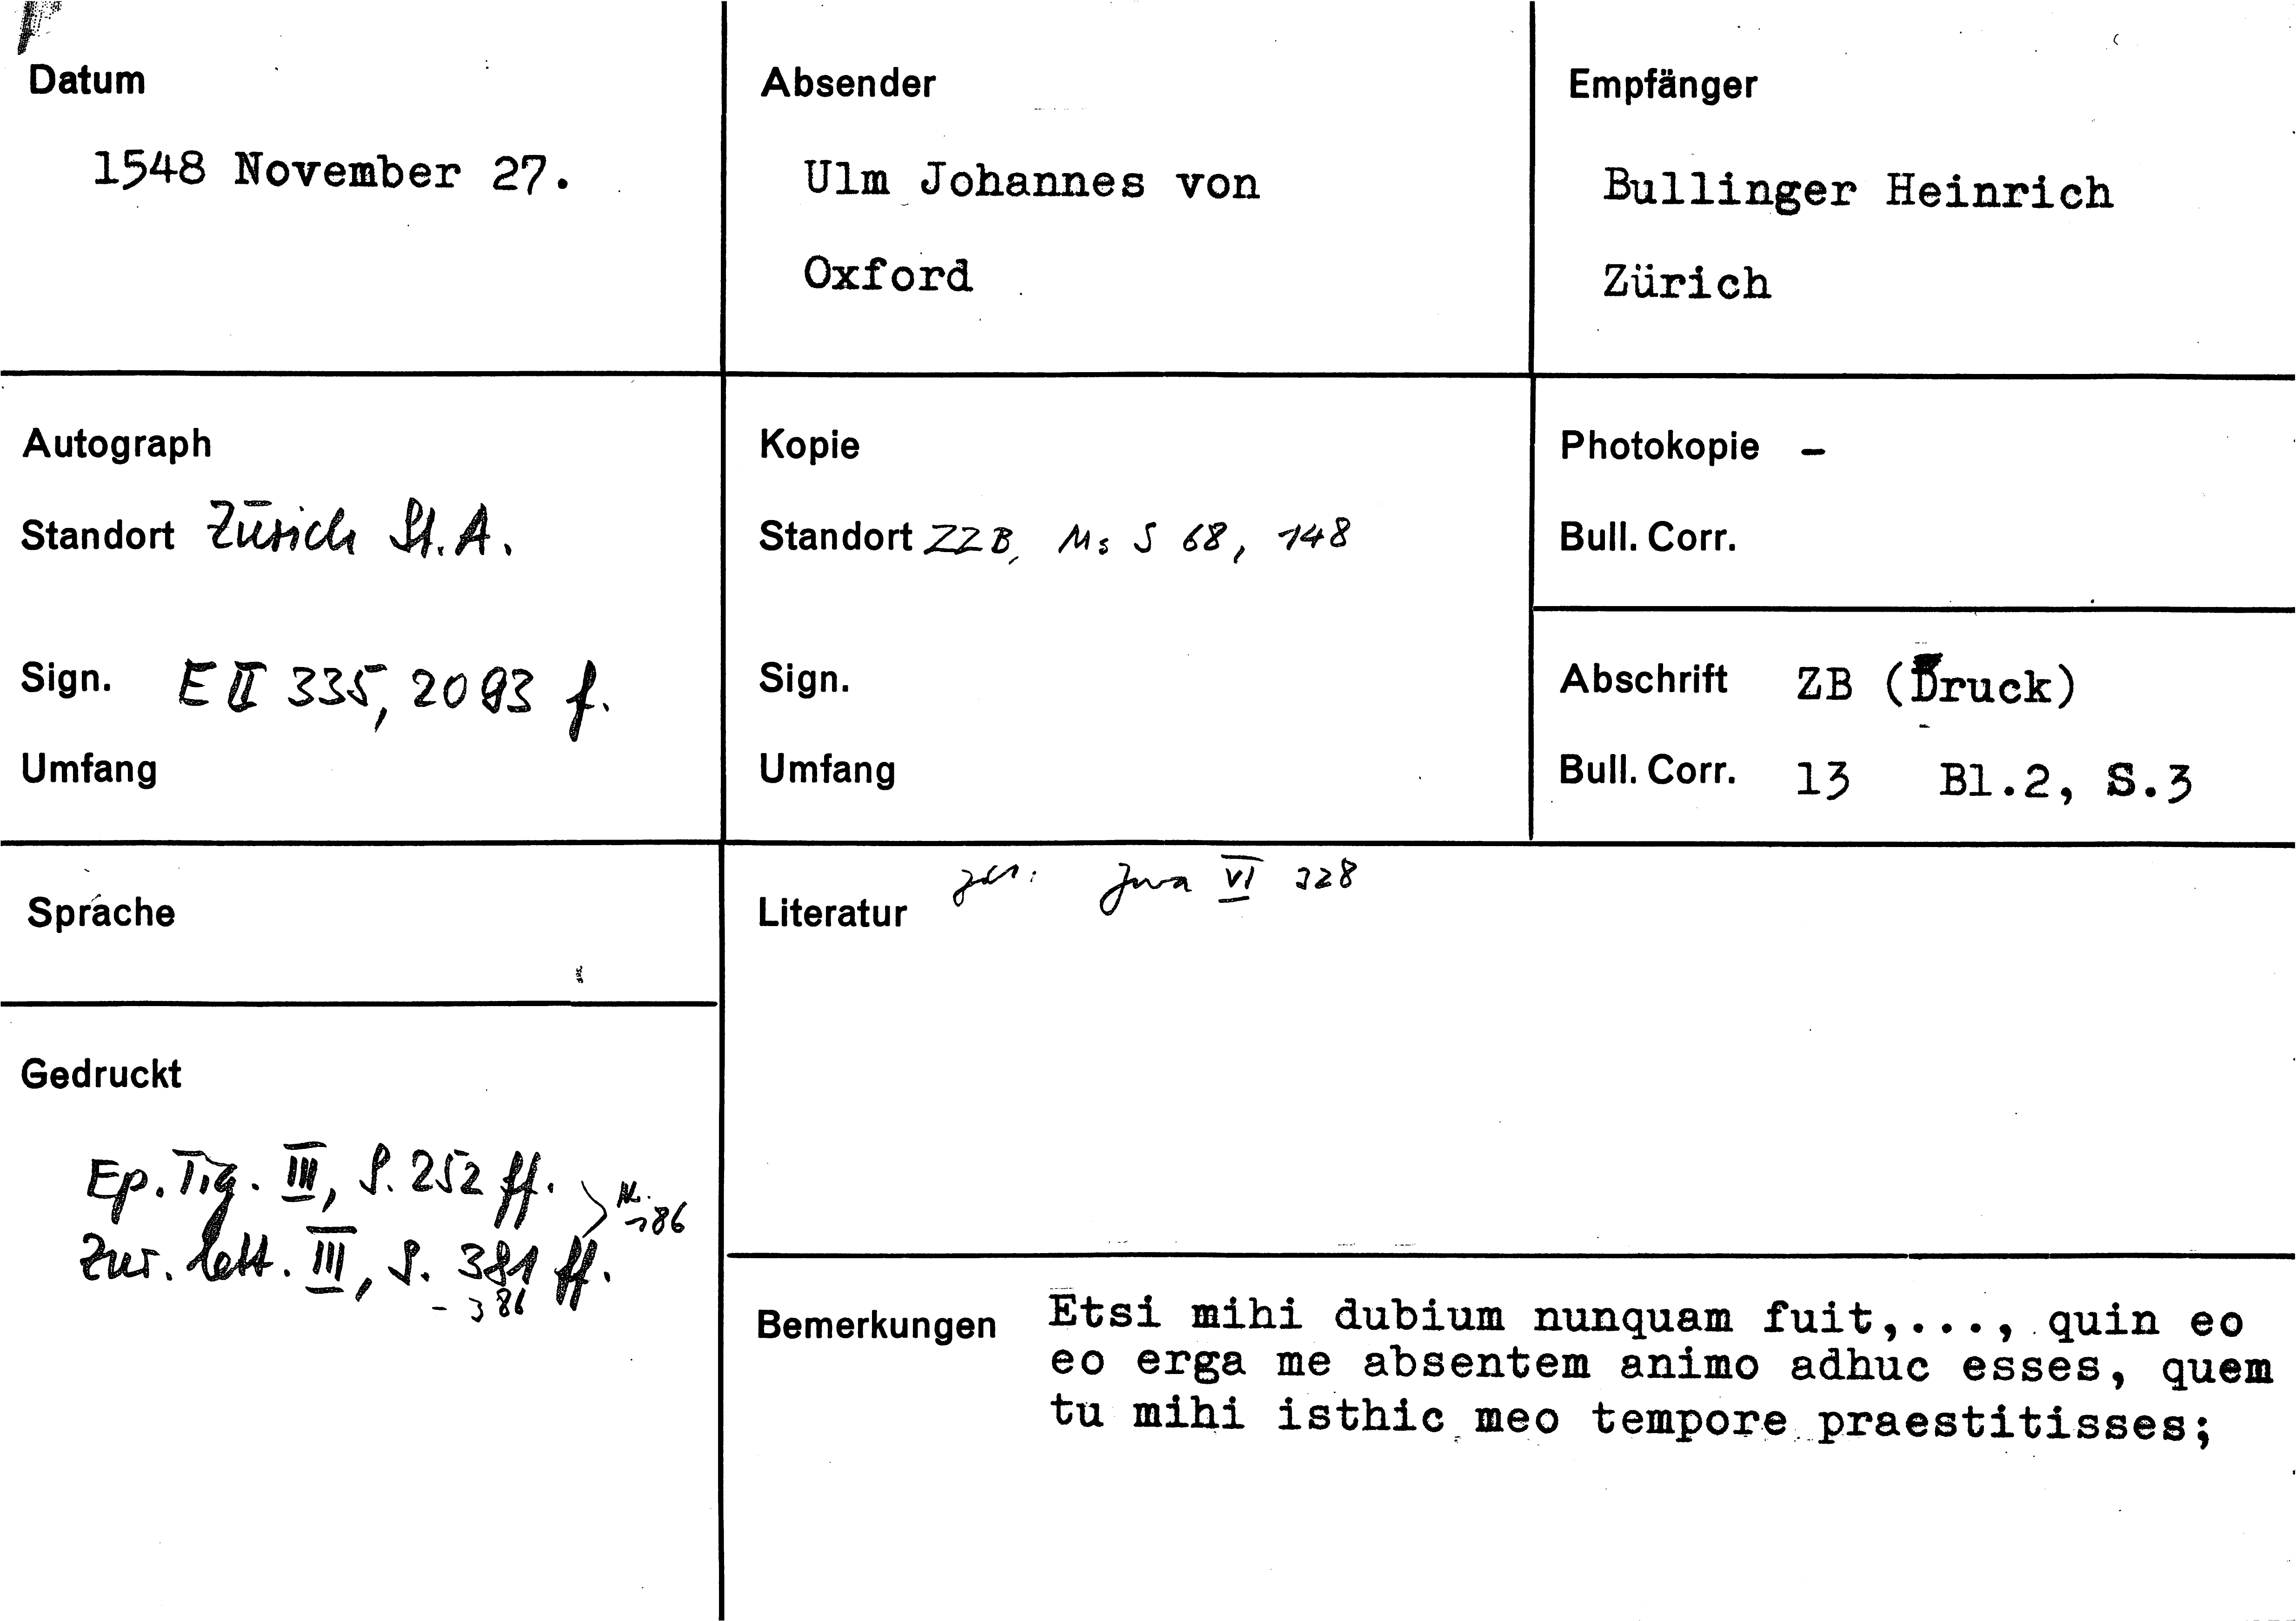 Datum
1548 November 27.
Absender
Ulm Johannes von
Oxford
Empfänger
Bullinger Heinrich
Zürich
Autograph
Standort Zürich St. A.
Sign. E II 335, 2093 f.
Umfang
Kopie
Standort ZZB, Ms S 68, 148
Sign.
Umfang
Photokopie -
Bull. Corr.
Abschrift ZB (Druck)
Bull. Corr. 13 Bl.2, S.3
Sprache
Gedruckt
Ep. Tig. III, S. 252 ff.
Zur. lett. III, S. 381 ff.
- 386
Nr. 186
Literatur VI 328
Bemerkungen Etsi mihi dubium nunquam fuit,..., quin eo
eo erga me absentem animo adhuc esses, quem
tu mihi isthic meo tempore praestitisses;